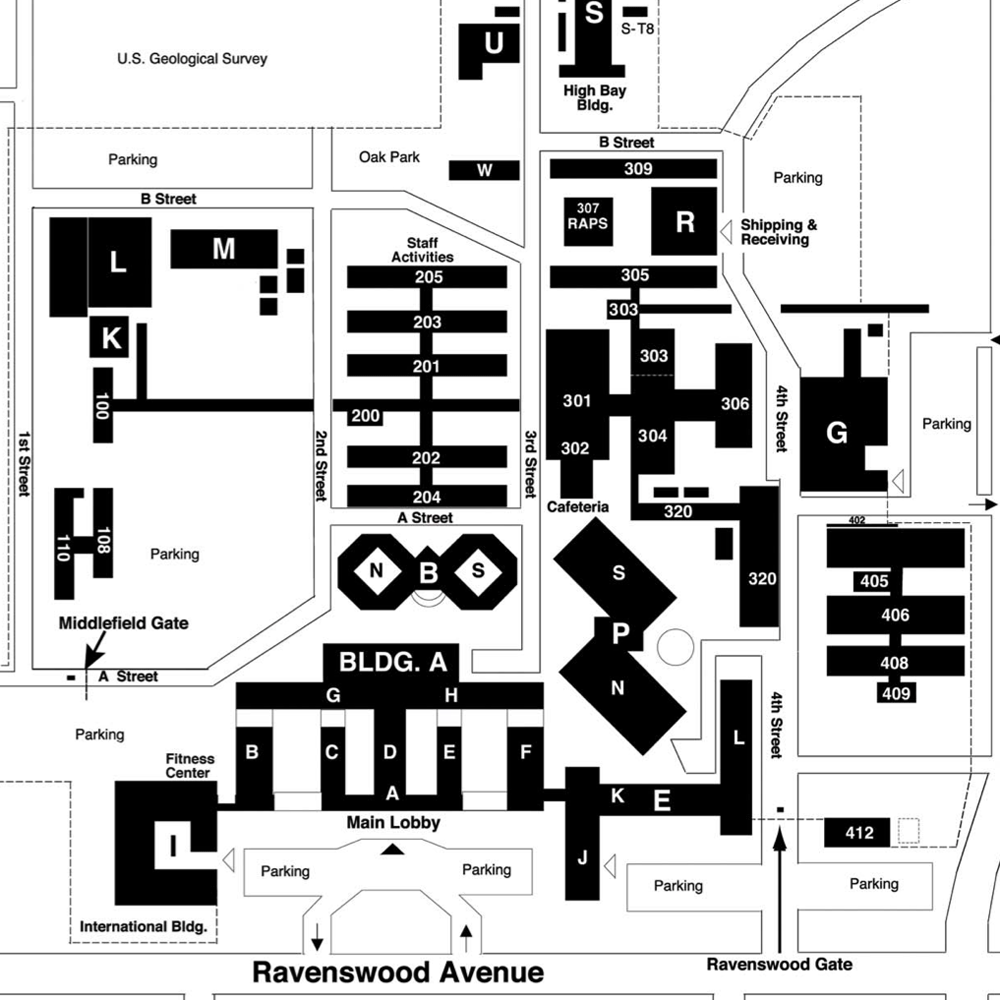 S
U
S-T8
U.S. Geological Survey
High Bay
Bldg.
B Street
Parking
Oak Park
W
309
Parking
B Street
307
RAPS
R
Shipping &
Receiving
L
M
Staff
Activities
205
305
203
303
K
303
201
100
200
301
306
304
4th Street
G
Parking
1st Street
2nd Street
202
3rd Street
302
204
Cafeteria
320
A Street
402
110
108
Parking
N
B
S
S
320
405
406
Middlefield Gate
P
BLDG. A
408
A Street
G
H
N
409
4th Street
Parking
Fitness
Center
B
C
D
E
F
L
A
K
E
Main Lobby
412
I
J
Parking
Parking
Parking
Parking
International Bldg.
Ravenswood Avenue
Ravenswood Gate